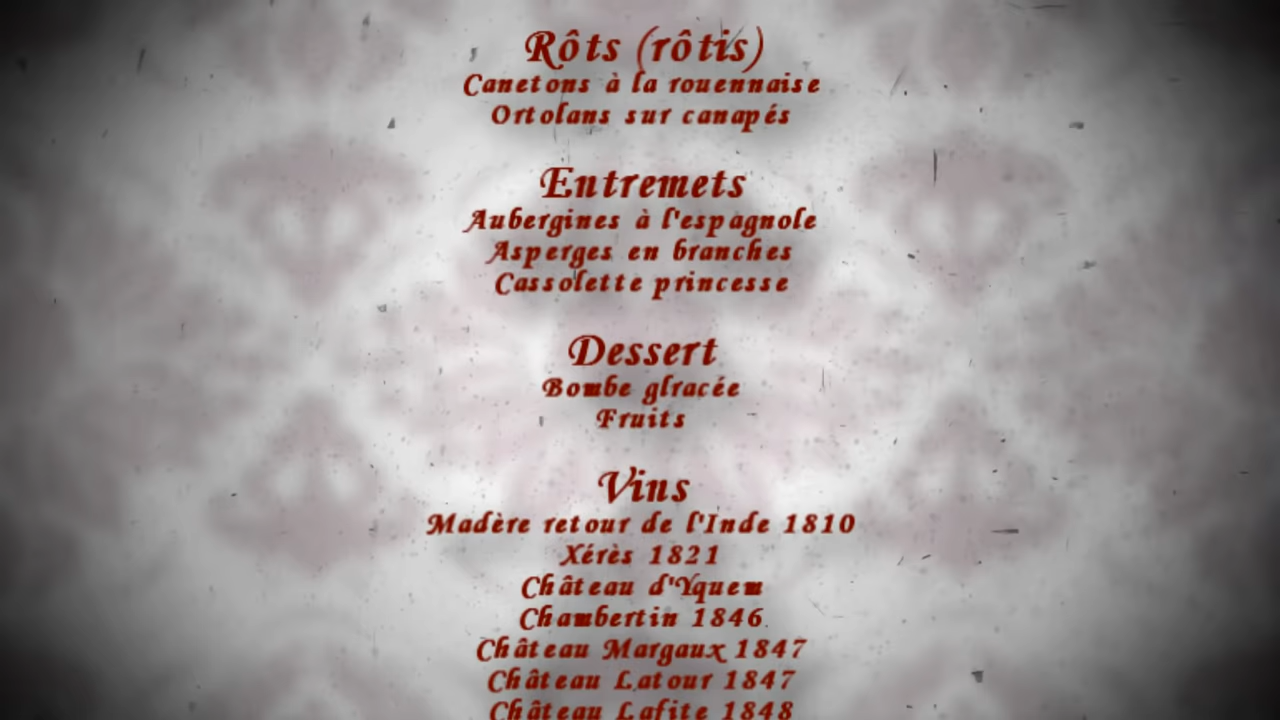 Rôts (rôtis)
Canetons à la rouennaise
Ortolans sur canapés
Entremets
Aubergines à l'espagnole
Asperges en branches
Cassolette princesse
Dessert
Bombe glracée
Fruits
Vins
Madère retour de l'Inde 1810
Xérès 1821
Château d'Yquem
Chambertin 1846
Château Margaux 1847
Château Latour 1847
Château Lafite 1848